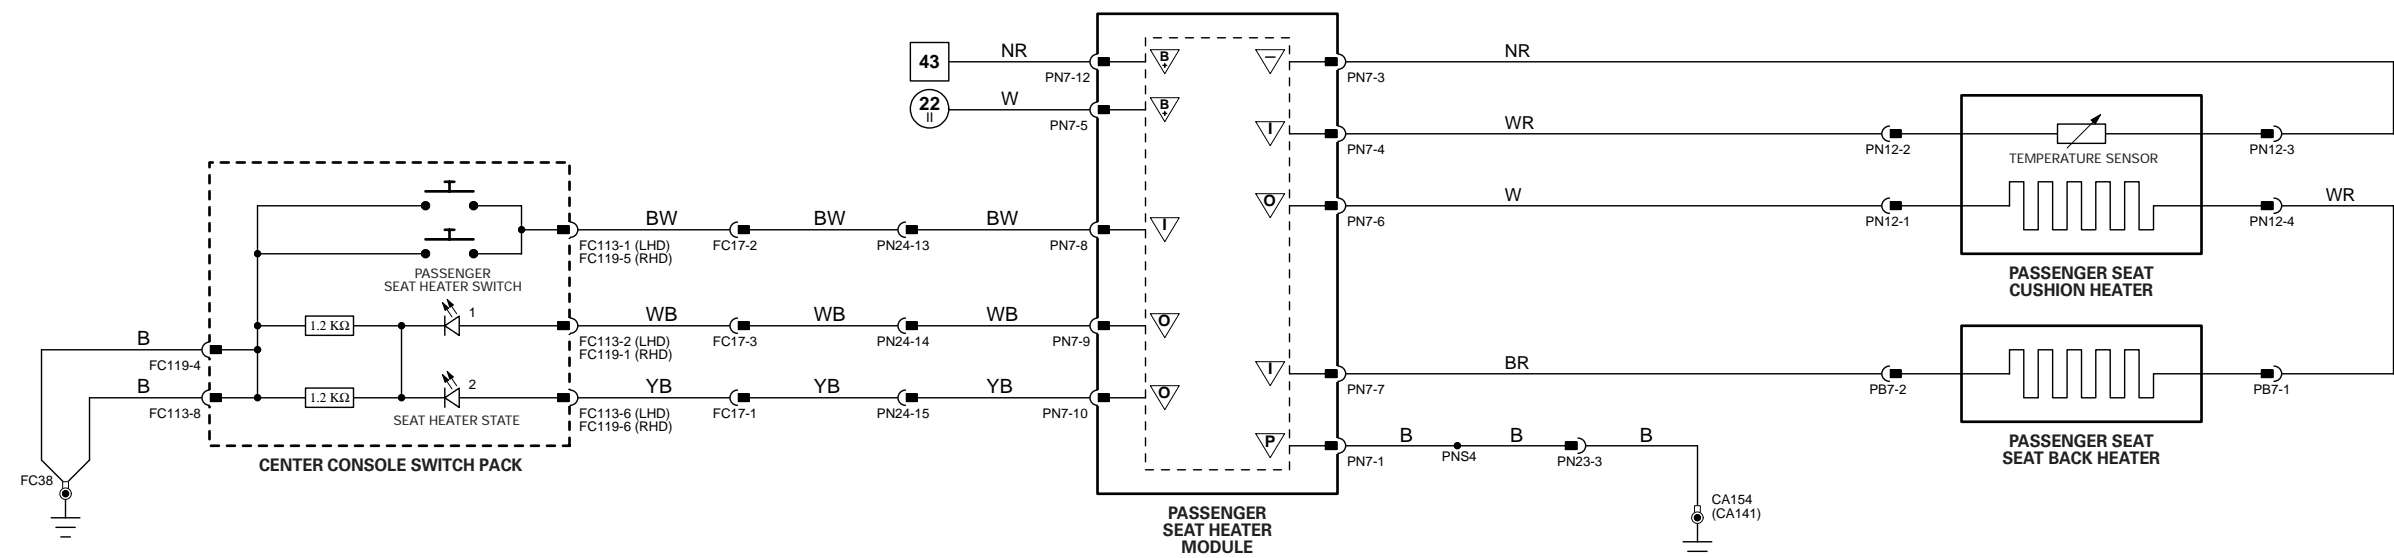 43
NR
PN7-12
B
+
–
PN7-3
NR
22
II
W
PN7-5
B
+
I
PN7-4
WR
PN12-2
TEMPERATURE SENSOR
PN12-3
O
PN7-6
W
PN12-1
PN12-4
WR
PASSENGER SEAT
CUSHION HEATER
BW
BW
BW
FC113-1 (LHD)
FC119-5 (RHD)
FC17-2
PN24-13
PN7-8
I
PASSENGER
SEAT HEATER SWITCH
1.2 KΩ
1
WB
WB
WB
FC113-2 (LHD)
FC119-1 (RHD)
FC17-3
PN24-14
PN7-9
O
B
FC119-4
B
FC113-8
1.2 KΩ
2
SEAT HEATER STATE
YB
YB
YB
FC113-6 (LHD)
FC119-6 (RHD)
FC17-1
PN24-15
PN7-10
O
I
PN7-7
BR
PB7-2
PB7-1
PASSENGER SEAT
SEAT BACK HEATER
P
PN7-1
B
PNS4
B
PN23-3
B
CENTER CONSOLE SWITCH PACK
FC38
CA154
(CA141)
PASSENGER
SEAT HEATER
MODULE